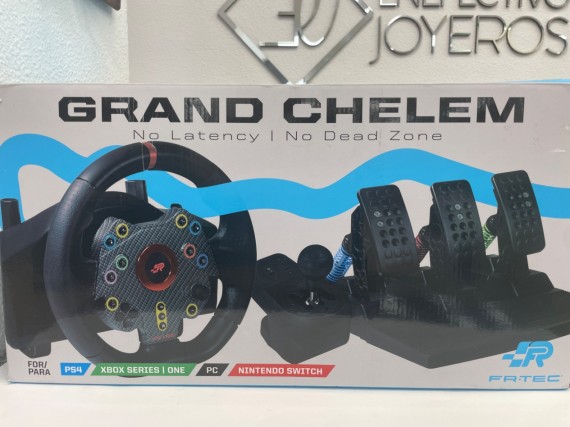 JOYEROS
GRAND CHELEM
No Latency | No Dead Zone
FOR/
PARA
PS4
XBOX SERIES | ONE
PC
NINTENDO SWITCH
FR-TEC